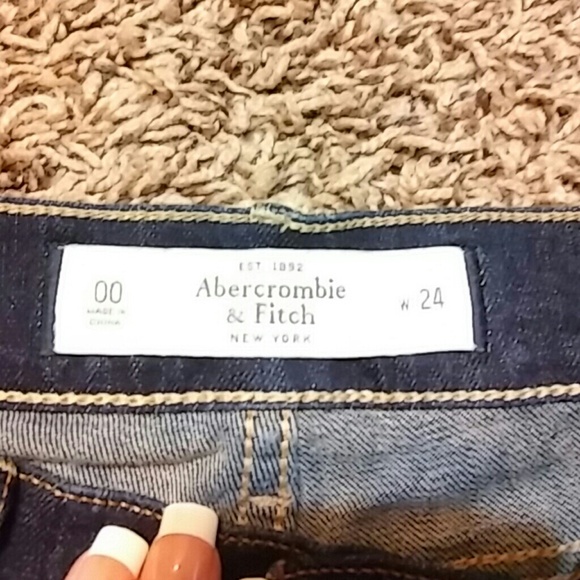 EST. 1892
Abercrombie
& Fitch
NEW YORK
00
MADE IN
CHINA
W 24